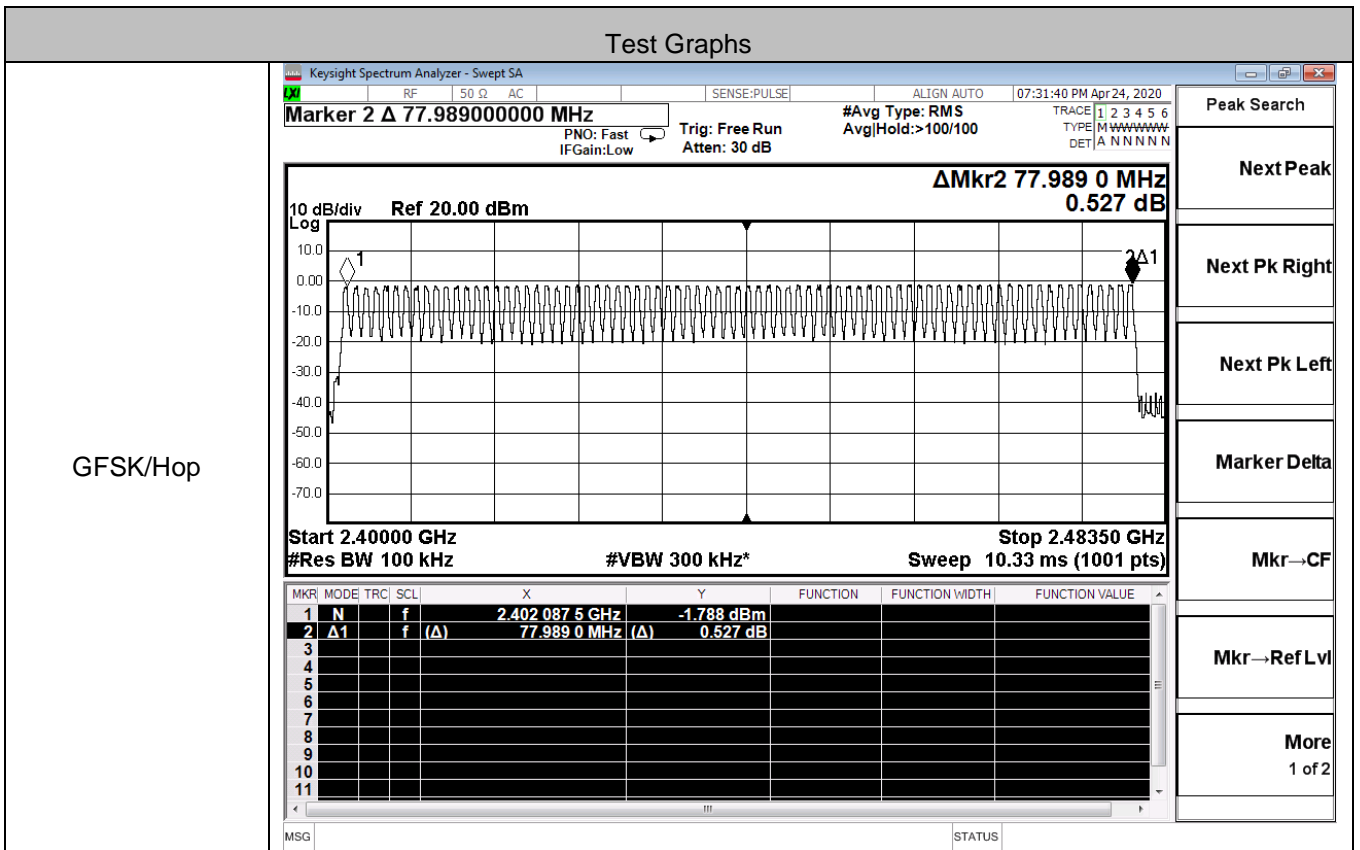 Test Graphs
GFSK/Hop
Keysight Spectrum Analyzer - Swept SA
LXI RF 50 Ω AC SENSE:PULSE ALIGN AUTO 07:31:40 PM Apr 24, 2020
Marker 2 Δ 77.989000000 MHz
PNO: Fast
IFGain:Low
Trig: Free Run
Atten: 30 dB
#Avg Type: RMS
Avg|Hold:>100/100
TRACE 1 2 3 4 5 6
TYPE M WWWWW
DET A N N N N N
ΔMkr2 77.989 0 MHz
0.527 dB
10 dB/div Ref 20.00 dBm
Log
10.0
0.00
-10.0
-20.0
-30.0
-40.0
-50.0
-60.0
-70.0
1
2Δ1
Start 2.40000 GHz Stop 2.48350 GHz
#Res BW 100 kHz #VBW 300 kHz* Sweep 10.33 ms (1001 pts)
MKR MODE TRC SCL X Y FUNCTION FUNCTION WIDTH FUNCTION VALUE
1 N f 2.402 087 5 GHz -1.788 dBm
2 Δ1 f (Δ) 77.989 0 MHz (Δ) 0.527 dB
3
4
5
6
7
8
9
10
11
MSG STATUS
Peak Search
Next Peak
Next Pk Right
Next Pk Left
Marker Delta
Mkr→CF
Mkr→Ref Lvl
More
1 of 2